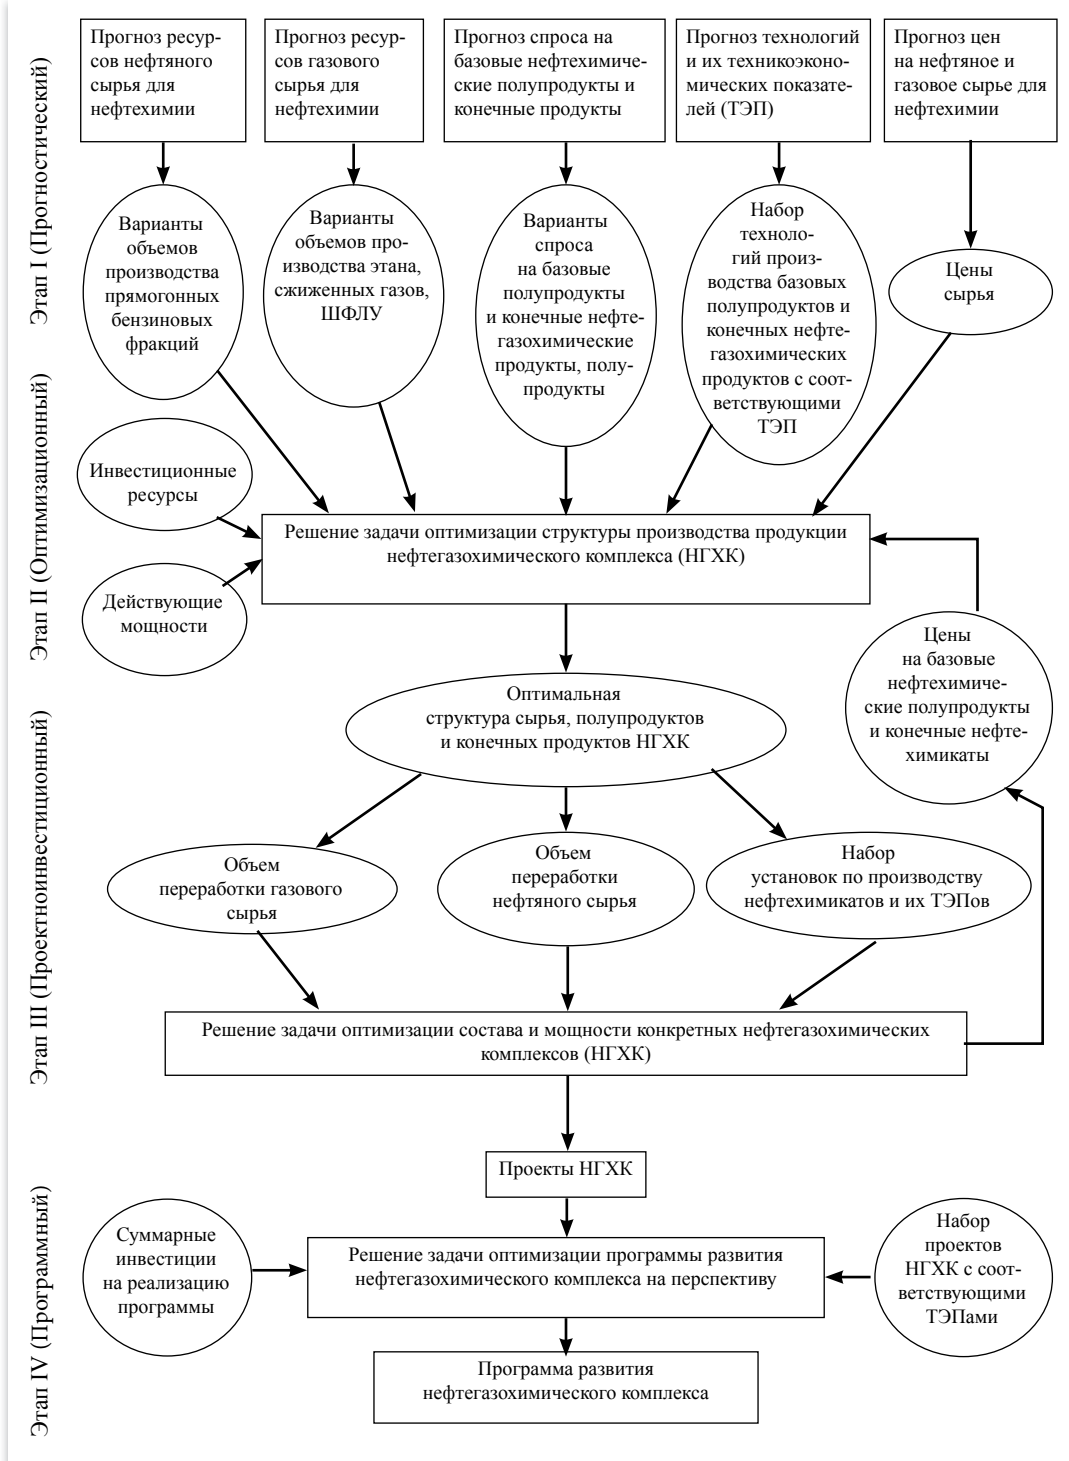 Этап I (Прогностический)
Прогноз ресур-
сов нефтяного
сырья для
нефтехимии
Прогноз ресур-
сов газового
сырья для
нефтехимии
Прогноз спроса на
базовые нефтехимиче-
ские полупродукты и
конечные продукты
Прогноз технологий
и их техникоэконо-
мических показате-
лей (ТЭП)
Прогноз цен
на нефтяное и
газовое сырье для
нефтехимии
Варианты
объемов
производства
прямогонных
бензиновых
фракций
Варианты
объемов про-
изводства этана,
сжиженных газов,
ШФЛУ
Варианты
спроса
на базовые
полупродукты
и конечные нефте-
газохимические
продукты, полу-
продукты
Набор
техноло-
гий произ-
водства базовых
полупродуктов и
конечных нефте-
газохимических
продуктов с соот-
ветствующими
ТЭП
Цены
сырья
Этап II (Оптимизационный)
Инвестиционные
ресурсы
Действующие
мощности
Решение задачи оптимизации структуры производства продукции
нефтегазохимического комплекса (НГХК)
Цены
на базовые
нефтехимиче-
ские полупродукты
и конечные нефте-
химикаты
Оптимальная
структура сырья, полупродуктов
и конечных продуктов НГХК
Этап III (Проектноинвестиционный)
Объем
переработки газового
сырья
Объем
переработки
нефтяного сырья
Набор
установок по производству
нефтехимикатов и их ТЭПов
Решение задачи оптимизации состава и мощности конкретных нефтегазохимических
комплексов (НГХК)
Проекты НГХК
Этап IV (Программный)
Суммарные
инвестиции
на реализацию
программы
Решение задачи оптимизации программы развития
нефтегазохимического комплекса на перспективу
Набор
проектов
НГХК с соот-
ветствующими
ТЭПами
Программа развития
нефтегазохимического комплекса